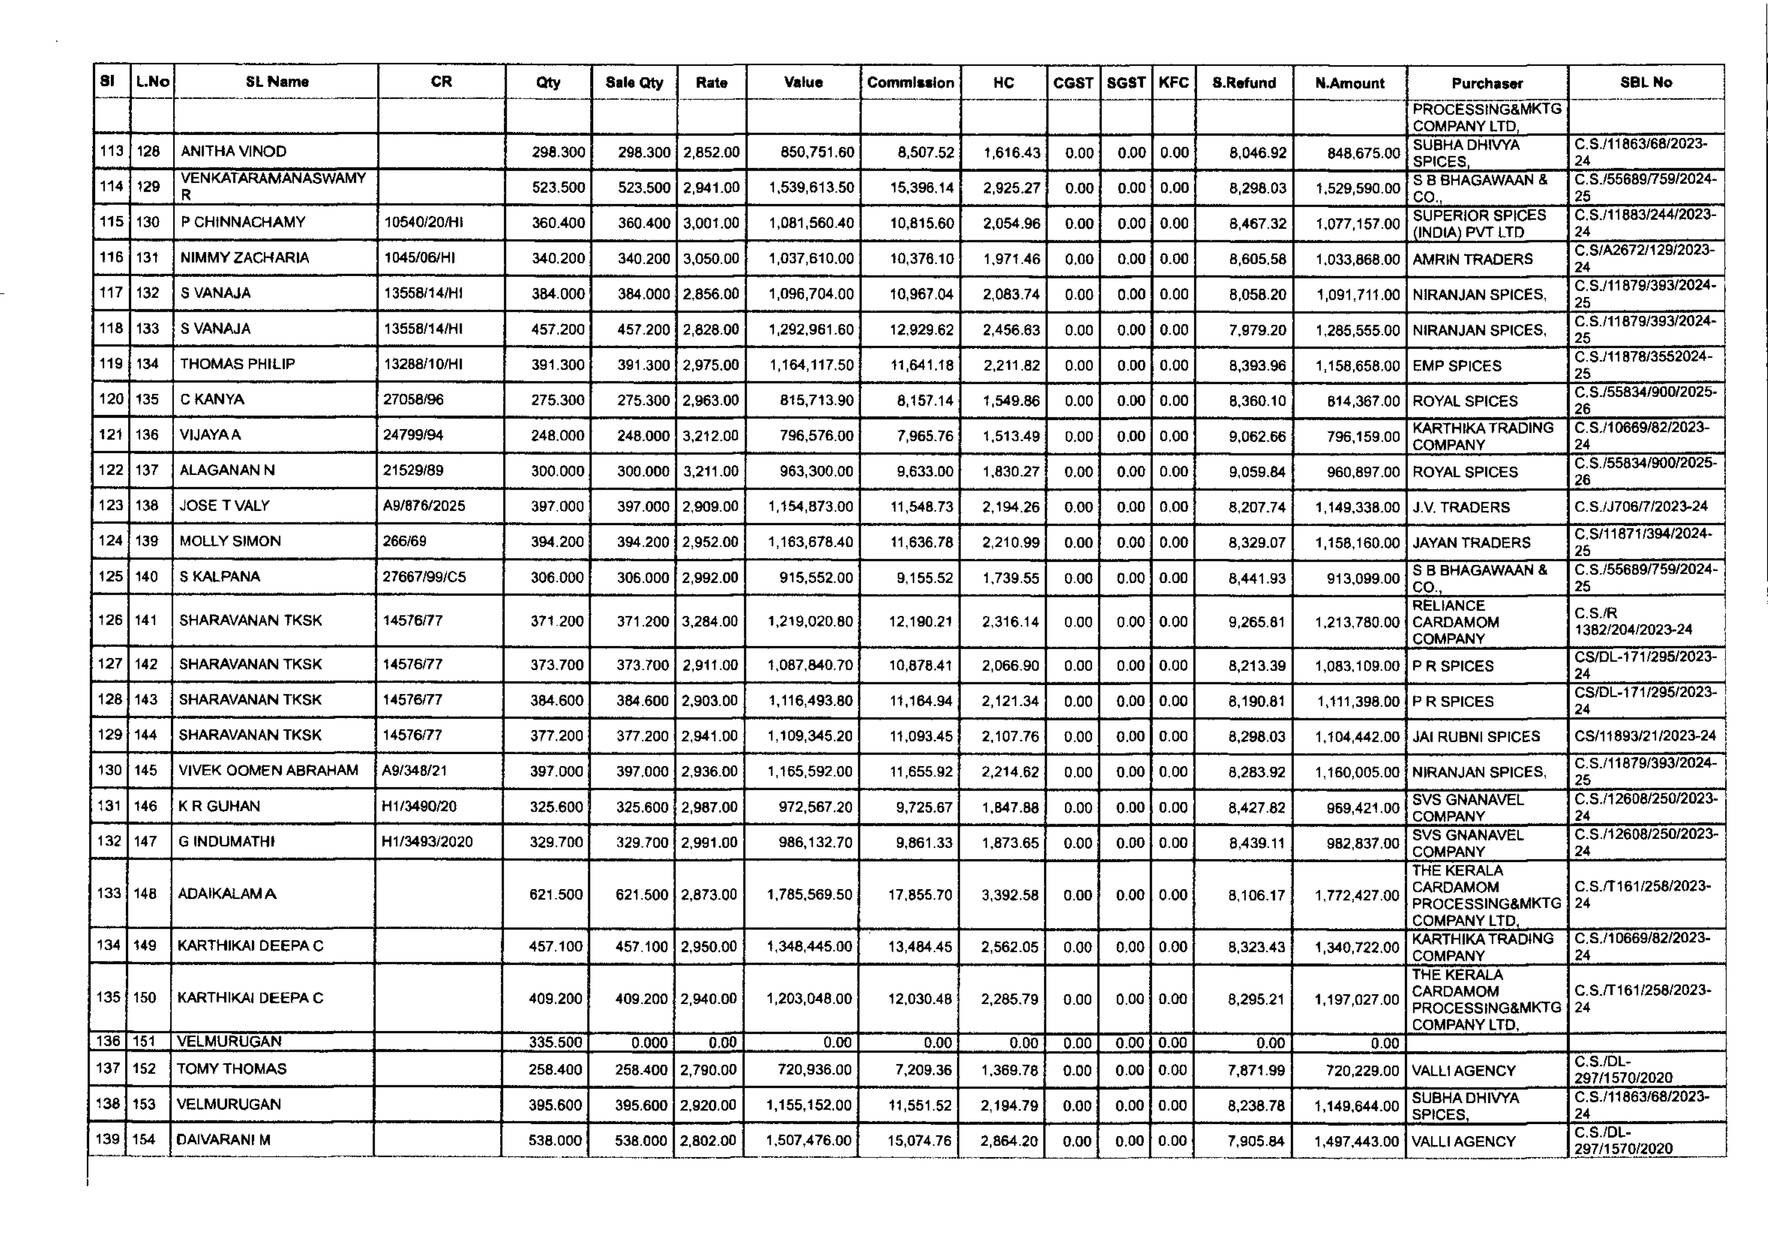 SI L.No SL Name CR Qty Sale Qty Rate Value Commission HC CGST SGST KFC S.Refund N.Amount Purchaser SBL No
PROCESSING&MKTG
COMPANY LTD,
113 128 ANITHA VINOD 298.300 298.300 2,852.00 850,751.60 8,507.52 1,616.43 0.00 0.00 0.00 8,046.92 848,675.00 SUBHA DHIVYA SPICES, C.S./11863/68/2023-24
114 129 VENKATARAMANASWAMY R 523.500 523.500 2,941.00 1,539,613.50 15,396.14 2,925.27 0.00 0.00 0.00 8,298.03 1,529,590.00 S B BHAGAWAAN & CO., C.S./55689/759/2024-25
115 130 P CHINNACHAMY 10540/20/HI 360.400 360.400 3,001.00 1,081,560.40 10,815.60 2,054.96 0.00 0.00 0.00 8,467.32 1,077,157.00 SUPERIOR SPICES (INDIA) PVT LTD C.S./11883/244/2023-24
116 131 NIMMY ZACHARIA 1045/06/HI 340.200 340.200 3,050.00 1,037,610.00 10,376.10 1,971.46 0.00 0.00 0.00 8,605.58 1,033,868.00 AMRIN TRADERS C.S/A2672/129/2023-24
117 132 S VANAJA 13558/14/HI 384.000 384.000 2,856.00 1,096,704.00 10,967.04 2,083.74 0.00 0.00 0.00 8,058.20 1,091,711.00 NIRANJAN SPICES, C.S./11879/393/2024-25
118 133 S VANAJA 13558/14/HI 457.200 457.200 2,828.00 1,292,961.60 12,929.62 2,456.63 0.00 0.00 0.00 7,979.20 1,285,555.00 NIRANJAN SPICES, C.S./11879/393/2024-25
119 134 THOMAS PHILIP 13288/10/HI 391.300 391.300 2,975.00 1,164,117.50 11,641.18 2,211.82 0.00 0.00 0.00 8,393.96 1,158,658.00 EMP SPICES C.S./11878/3552024-25
120 135 C KANYA 27058/96 275.300 275.300 2,963.00 815,713.90 8,157.14 1,549.86 0.00 0.00 0.00 8,360.10 814,367.00 ROYAL SPICES C.S./55834/900/2025-26
121 136 VIJAYA A 24799/94 248.000 248.000 3,212.00 796,576.00 7,965.76 1,513.49 0.00 0.00 0.00 9,062.66 796,159.00 KARTHIKA TRADING COMPANY C.S./10669/82/2023-24
122 137 ALAGANAN N 21529/89 300.000 300.000 3,211.00 963,300.00 9,633.00 1,830.27 0.00 0.00 0.00 9,059.84 960,897.00 ROYAL SPICES C.S./55834/900/2025-26
123 138 JOSE T VALY A9/876/2025 397.000 397.000 2,909.00 1,154,873.00 11,548.73 2,194.26 0.00 0.00 0.00 8,207.74 1,149,338.00 J.V. TRADERS C.S./J706/7/2023-24
124 139 MOLLY SIMON 266/69 394.200 394.200 2,952.00 1,163,678.40 11,636.78 2,210.99 0.00 0.00 0.00 8,329.07 1,158,160.00 JAYAN TRADERS C.S/11871/394/2024-25
125 140 S KALPANA 27667/99/C5 306.000 306.000 2,992.00 915,552.00 9,155.52 1,739.55 0.00 0.00 0.00 8,441.93 913,099.00 S B BHAGAWAAN & CO., C.S./55689/759/2024-25
126 141 SHARAVANAN TKSK 14576/77 371.200 371.200 3,284.00 1,219,020.80 12,190.21 2,316.14 0.00 0.00 0.00 9,265.81 1,213,780.00 RELIANCE CARDAMOM COMPANY C.S./R 1382/204/2023-24
127 142 SHARAVANAN TKSK 14576/77 373.700 373.700 2,911.00 1,087,840.70 10,878.41 2,066.90 0.00 0.00 0.00 8,213.39 1,083,109.00 P R SPICES CS/DL-171/295/2023-24
128 143 SHARAVANAN TKSK 14576/77 384.600 384.600 2,903.00 1,116,493.80 11,164.94 2,121.34 0.00 0.00 0.00 8,190.81 1,111,398.00 P R SPICES CS/DL-171/295/2023-24
129 144 SHARAVANAN TKSK 14576/77 377.200 377.200 2,941.00 1,109,345.20 11,093.45 2,107.76 0.00 0.00 0.00 8,298.03 1,104,442.00 JAI RUBNI SPICES CS/11893/21/2023-24
130 145 VIVEK OOMEN ABRAHAM A9/348/21 397.000 397.000 2,936.00 1,165,592.00 11,655.92 2,214.62 0.00 0.00 0.00 8,283.92 1,160,005.00 NIRANJAN SPICES, C.S./11879/393/2024-25
131 146 K R GUHAN H1/3490/20 325.600 325.600 2,987.00 972,567.20 9,725.67 1,847.88 0.00 0.00 0.00 8,427.82 969,421.00 SVS GNANAVEL COMPANY C.S./12608/250/2023-24
132 147 G INDUMATHI H1/3493/2020 329.700 329.700 2,991.00 986,132.70 9,861.33 1,873.65 0.00 0.00 0.00 8,439.11 982,837.00 SVS GNANAVEL COMPANY C.S./12608/250/2023-24
133 148 ADAIKALAM A 621.500 621.500 2,873.00 1,785,569.50 17,855.70 3,392.58 0.00 0.00 0.00 8,106.17 1,772,427.00 THE KERALA CARDAMOM PROCESSING&MKTG COMPANY LTD, C.S./T161/258/2023-24
134 149 KARTHIKAI DEEPA C 457.100 457.100 2,950.00 1,348,445.00 13,484.45 2,562.05 0.00 0.00 0.00 8,323.43 1,340,722.00 KARTHIKA TRADING COMPANY C.S./10669/82/2023-24
135 150 KARTHIKAI DEEPA C 409.200 409.200 2,940.00 1,203,048.00 12,030.48 2,285.79 0.00 0.00 0.00 8,295.21 1,197,027.00 THE KERALA CARDAMOM PROCESSING&MKTG COMPANY LTD, C.S./T161/258/2023-24
136 151 VELMURUGAN 335.500 0.000 0.00 0.00 0.00 0.00 0.00 0.00 0.00 0.00 0.00
137 152 TOMY THOMAS 258.400 258.400 2,790.00 720,936.00 7,209.36 1,369.78 0.00 0.00 0.00 7,871.99 720,229.00 VALLI AGENCY C.S./DL-297/1570/2020
138 153 VELMURUGAN 395.600 395.600 2,920.00 1,155,152.00 11,551.52 2,194.79 0.00 0.00 0.00 8,238.78 1,149,644.00 SUBHA DHIVYA SPICES, C.S./11863/68/2023-24
139 154 DAIVARANI M 538.000 538.000 2,802.00 1,507,476.00 15,074.76 2,864.20 0.00 0.00 0.00 7,905.84 1,497,443.00 VALLI AGENCY C.S./DL-297/1570/2020